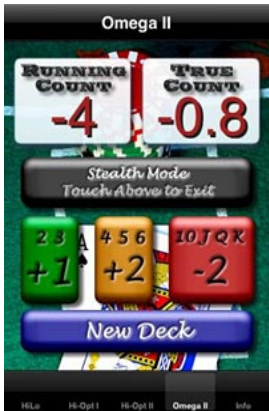 Omega II
RUNNING TRUE
COUNT COUNT
-4 -0.8
Stealth Mode
Touch Above to Exit
2 3 4 5 6 10 J Q K
+1 +2 -2
New Deck
HiLo Hi-Opt I Hi-Opt II Omega II Info